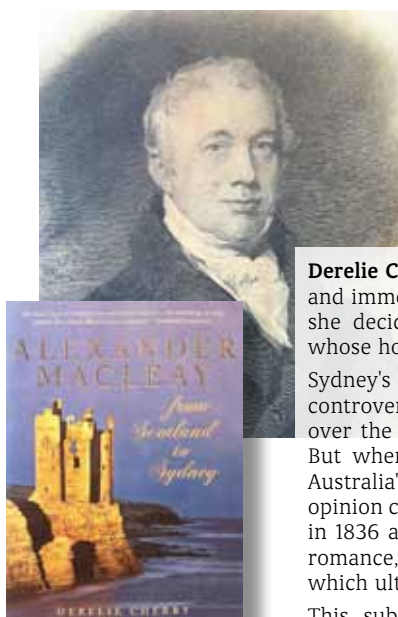 ALEXANDER
MACLEAY
from
Scotland
to
Sydney
DERELIE CHERRY
Derelie C
and imme
she decid
whose ho
Sydney's
controver
over the
But when
Australia'
opinion c
in 1836 a
romance,
which ult
This sub